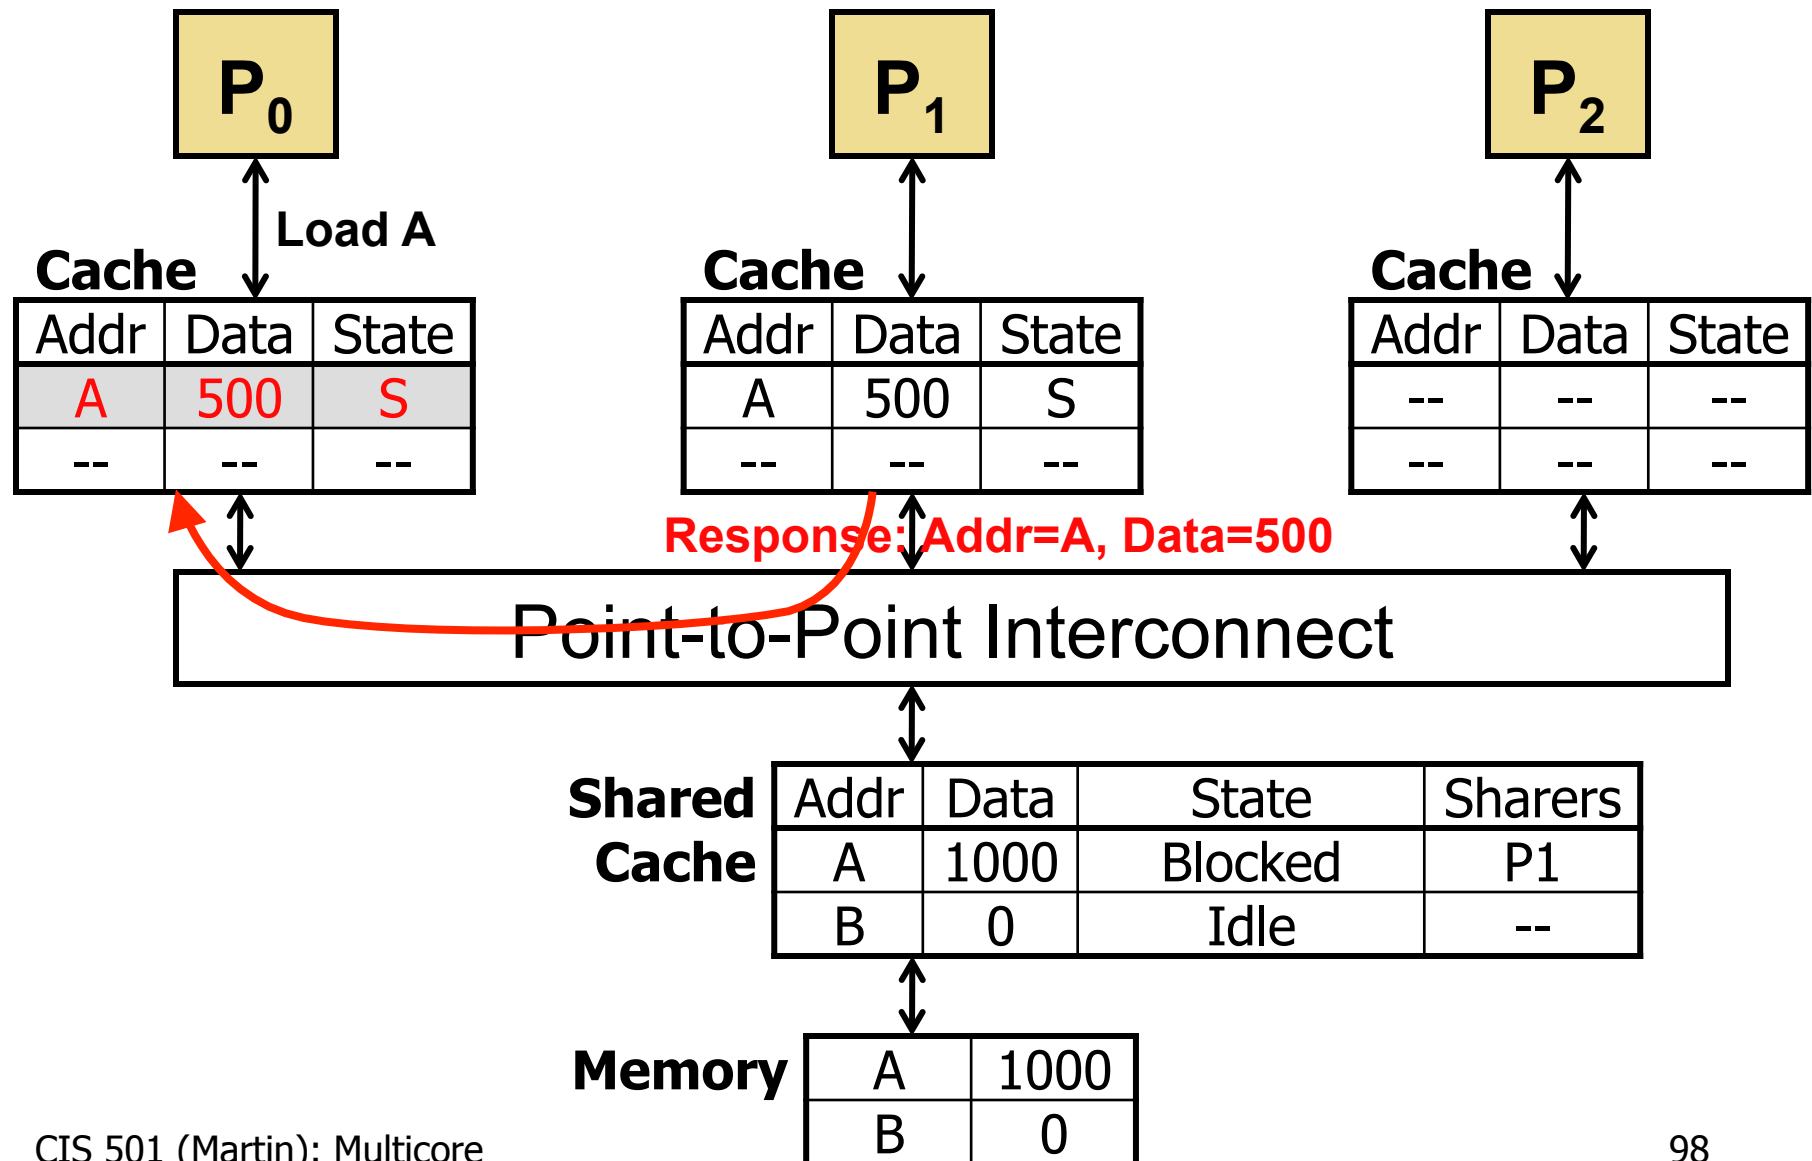 P0 P1 P2
Load A
Cache Cache Cache
Addr Data State Addr Data State Addr Data State
A 500 S A 500 S -- -- --
-- -- -- -- -- -- -- -- --
Response: Addr=A, Data=500
Point-to-Point Interconnect
Shared Addr Data State Sharers
Cache A 1000 Blocked P1
B 0 Idle --
Memory A 1000
B 0
CIS 501 (Martin): Multicore 98